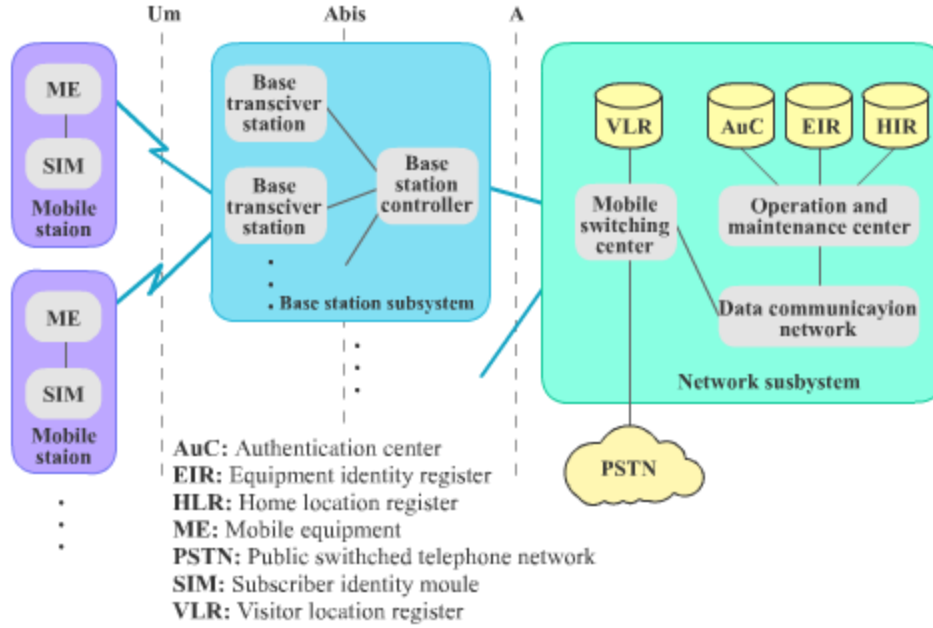 Um
Abis
A
ME
SIM
Mobile
staion
ME
SIM
Mobile
staion
Base
transciver
station
Base
transciver
station
Base
station
controller
Base station subsystem
VLR
AuC
EIR
HIR
Mobile
switching
center
Operation and
maintenance center
Data communicayion
network
Network susbystem
PSTN
AuC: Authentication center
EIR: Equipment identity register
HLR: Home location register
ME: Mobile equipment
PSTN: Public swithched telephone network
SIM: Subscriber identity moule
VLR: Visitor location register